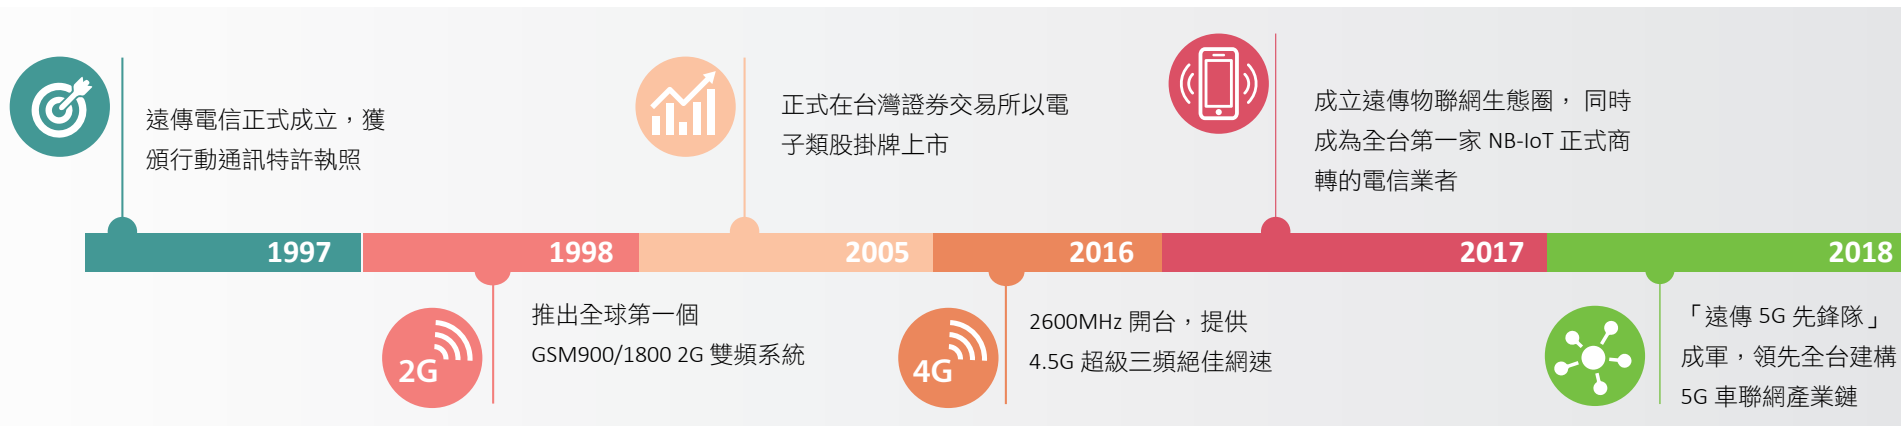 遠傳電信正式成立，獲
頒行動通訊特許執照
正式在台灣證券交易所以電
子類股掛牌上市
成立遠傳物聯網生態圈， 同時
成為全台第一家 NB-IoT 正式商
轉的電信業者
1997
1998
2005
2016
2017
2018
2G
推出全球第一個
GSM900/1800 2G 雙頻系統
4G
2600MHz 開台，提供
4.5G 超級三頻絕佳網速
「遠傳 5G 先鋒隊」
成軍，領先全台建構
5G 車聯網產業鏈